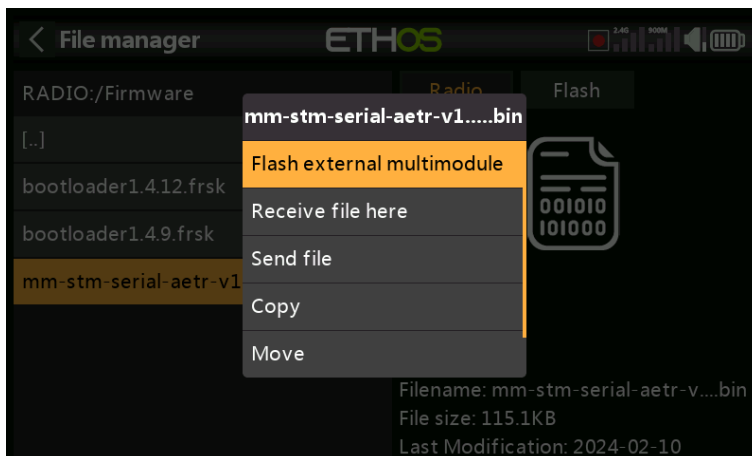 File manager
ETHOS
2.4G
900M
RADIO:/Firmware
Radio
Flash
[..]
bootloader1.4.12.frsk
bootloader1.4.9.frsk
mm-stm-serial-aetr-v1
mm-stm-serial-aetr-v1.....bin
Flash external multimodule
Receive file here
Send file
Copy
Move
001010
101000
Filename: mm-stm-serial-aetr-v....bin
File size: 115.1KB
Last Modification: 2024-02-10